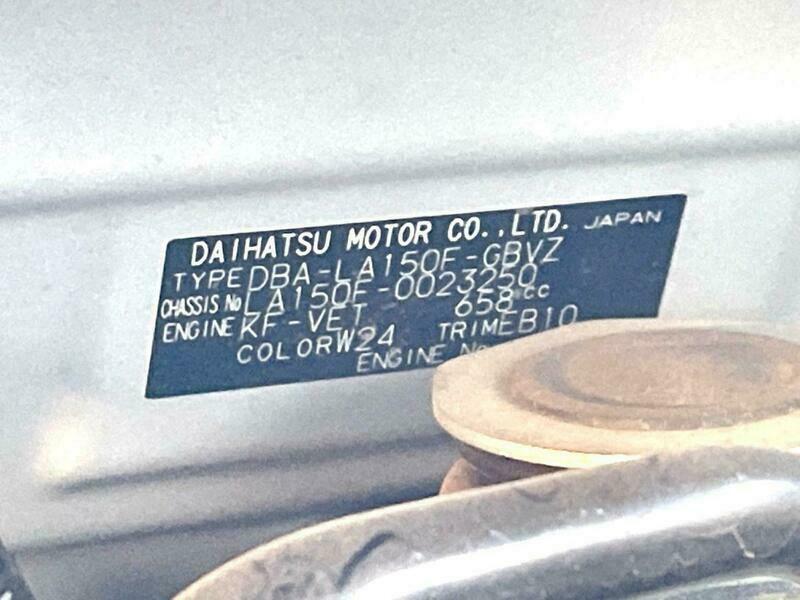 DAIHATSU MOTOR CO.,LTD. JAPAN
TYPE DBA-LA150F-GBVZ
CHASSIS No LA150F-0023250
ENGINE KF-VET 658 cc
COLOR W24 TRIM EB10
ENGINE No